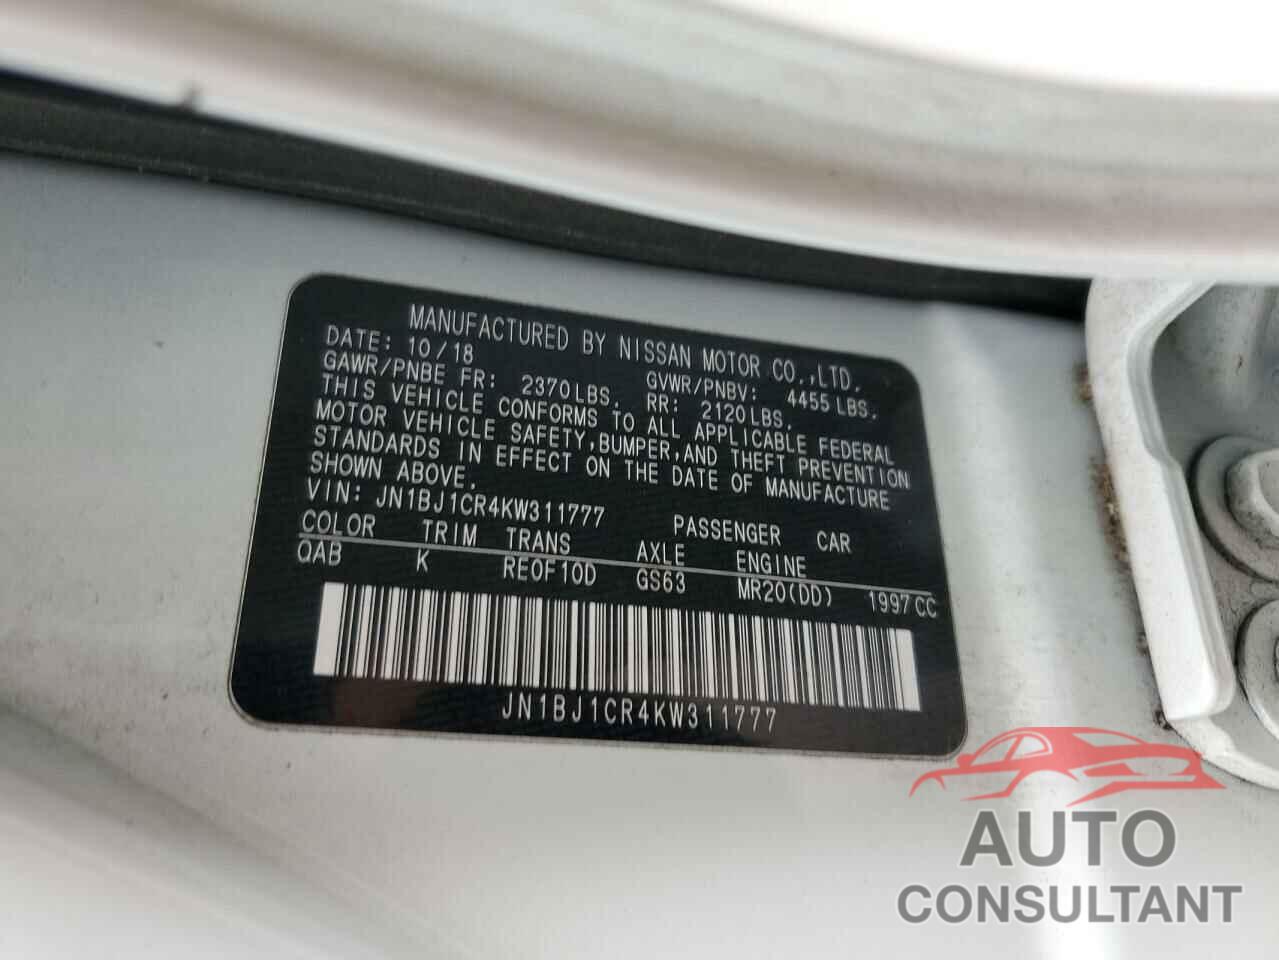 MANUFACTURED BY NISSAN MOTOR CO.,LTD.
DATE: 10/18 GVWR/PNBV: 4455 LBS.
GAWR/PNBE FR: 2370LBS. RR: 2120LBS.
THIS VEHICLE CONFORMS TO ALL APPLICABLE FEDERAL
MOTOR VEHICLE SAFETY,BUMPER,AND THEFT PREVENTION
STANDARDS IN EFFECT ON THE DATE OF MANUFACTURE
SHOWN ABOVE.
VIN: JN1BJ1CR4KW311777 PASSENGER CAR
COLOR TRIM TRANS AXLE ENGINE
QAB K RE0F10D GS63 MR20(DD) 1997CC
JN1BJ1CR4KW311777
AUTO
CONSULTANT